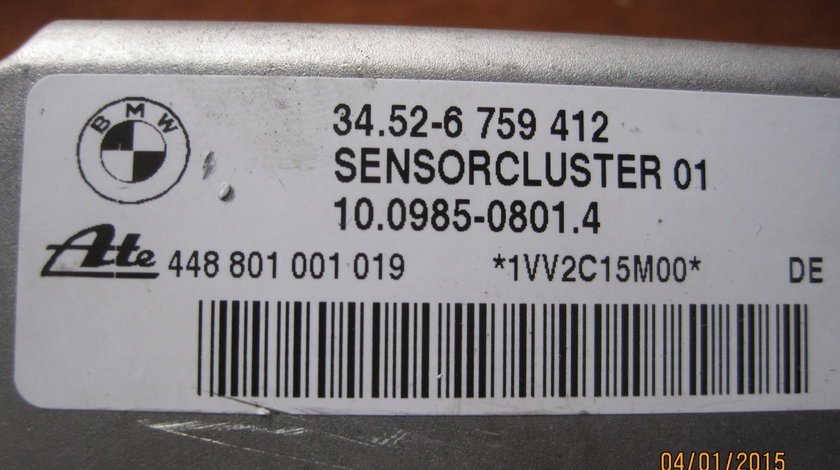 BMW
34.52-6 759 412
SENSORCLUSTER 01
10.0985-0801.4
Ate 448 801 001 019 *1VV2C15M00* DE
04/01/2015